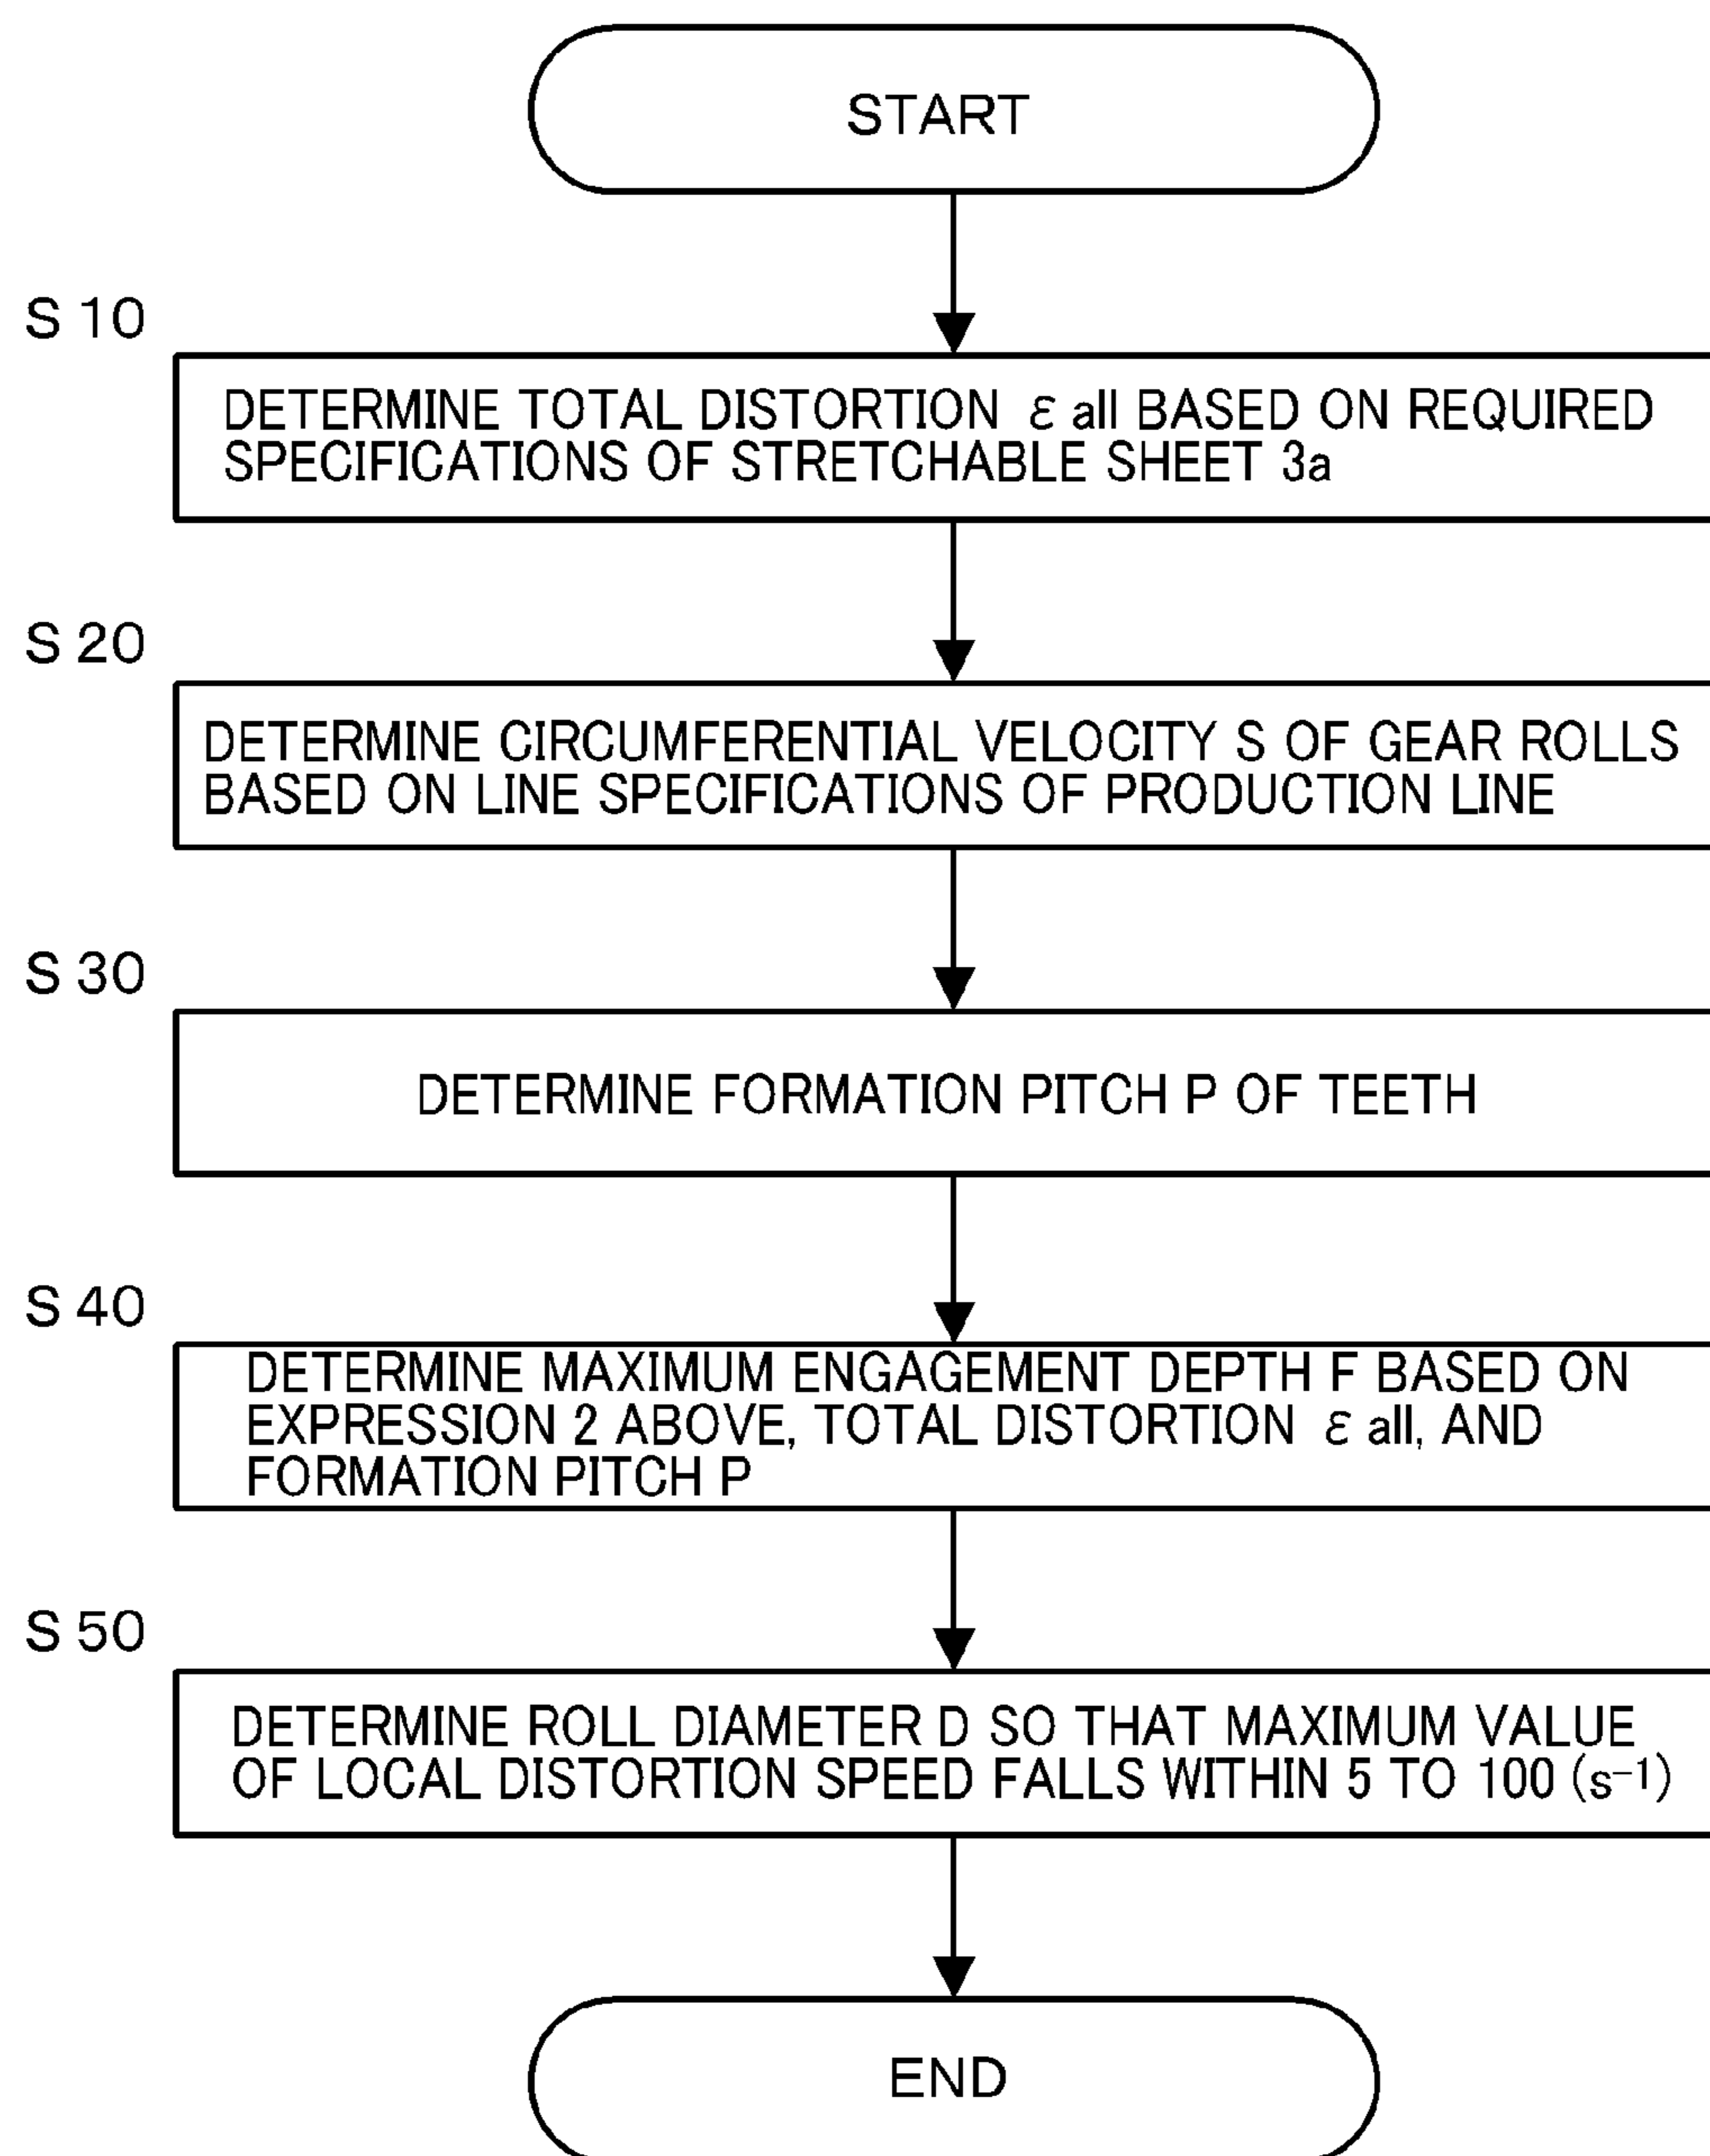 START
S 10
DETERMINE TOTAL DISTORTION ε all BASED ON REQUIRED
SPECIFICATIONS OF STRETCHABLE SHEET 3a
S 20
DETERMINE CIRCUMFERENTIAL VELOCITY S OF GEAR ROLLS
BASED ON LINE SPECIFICATIONS OF PRODUCTION LINE
S 30
DETERMINE FORMATION PITCH P OF TEETH
S 40
DETERMINE MAXIMUM ENGAGEMENT DEPTH F BASED ON
EXPRESSION 2 ABOVE, TOTAL DISTORTION ε all, AND
FORMATION PITCH P
S 50
DETERMINE ROLL DIAMETER D SO THAT MAXIMUM VALUE
OF LOCAL DISTORTION SPEED FALLS WITHIN 5 TO 100 (s⁻¹)
END